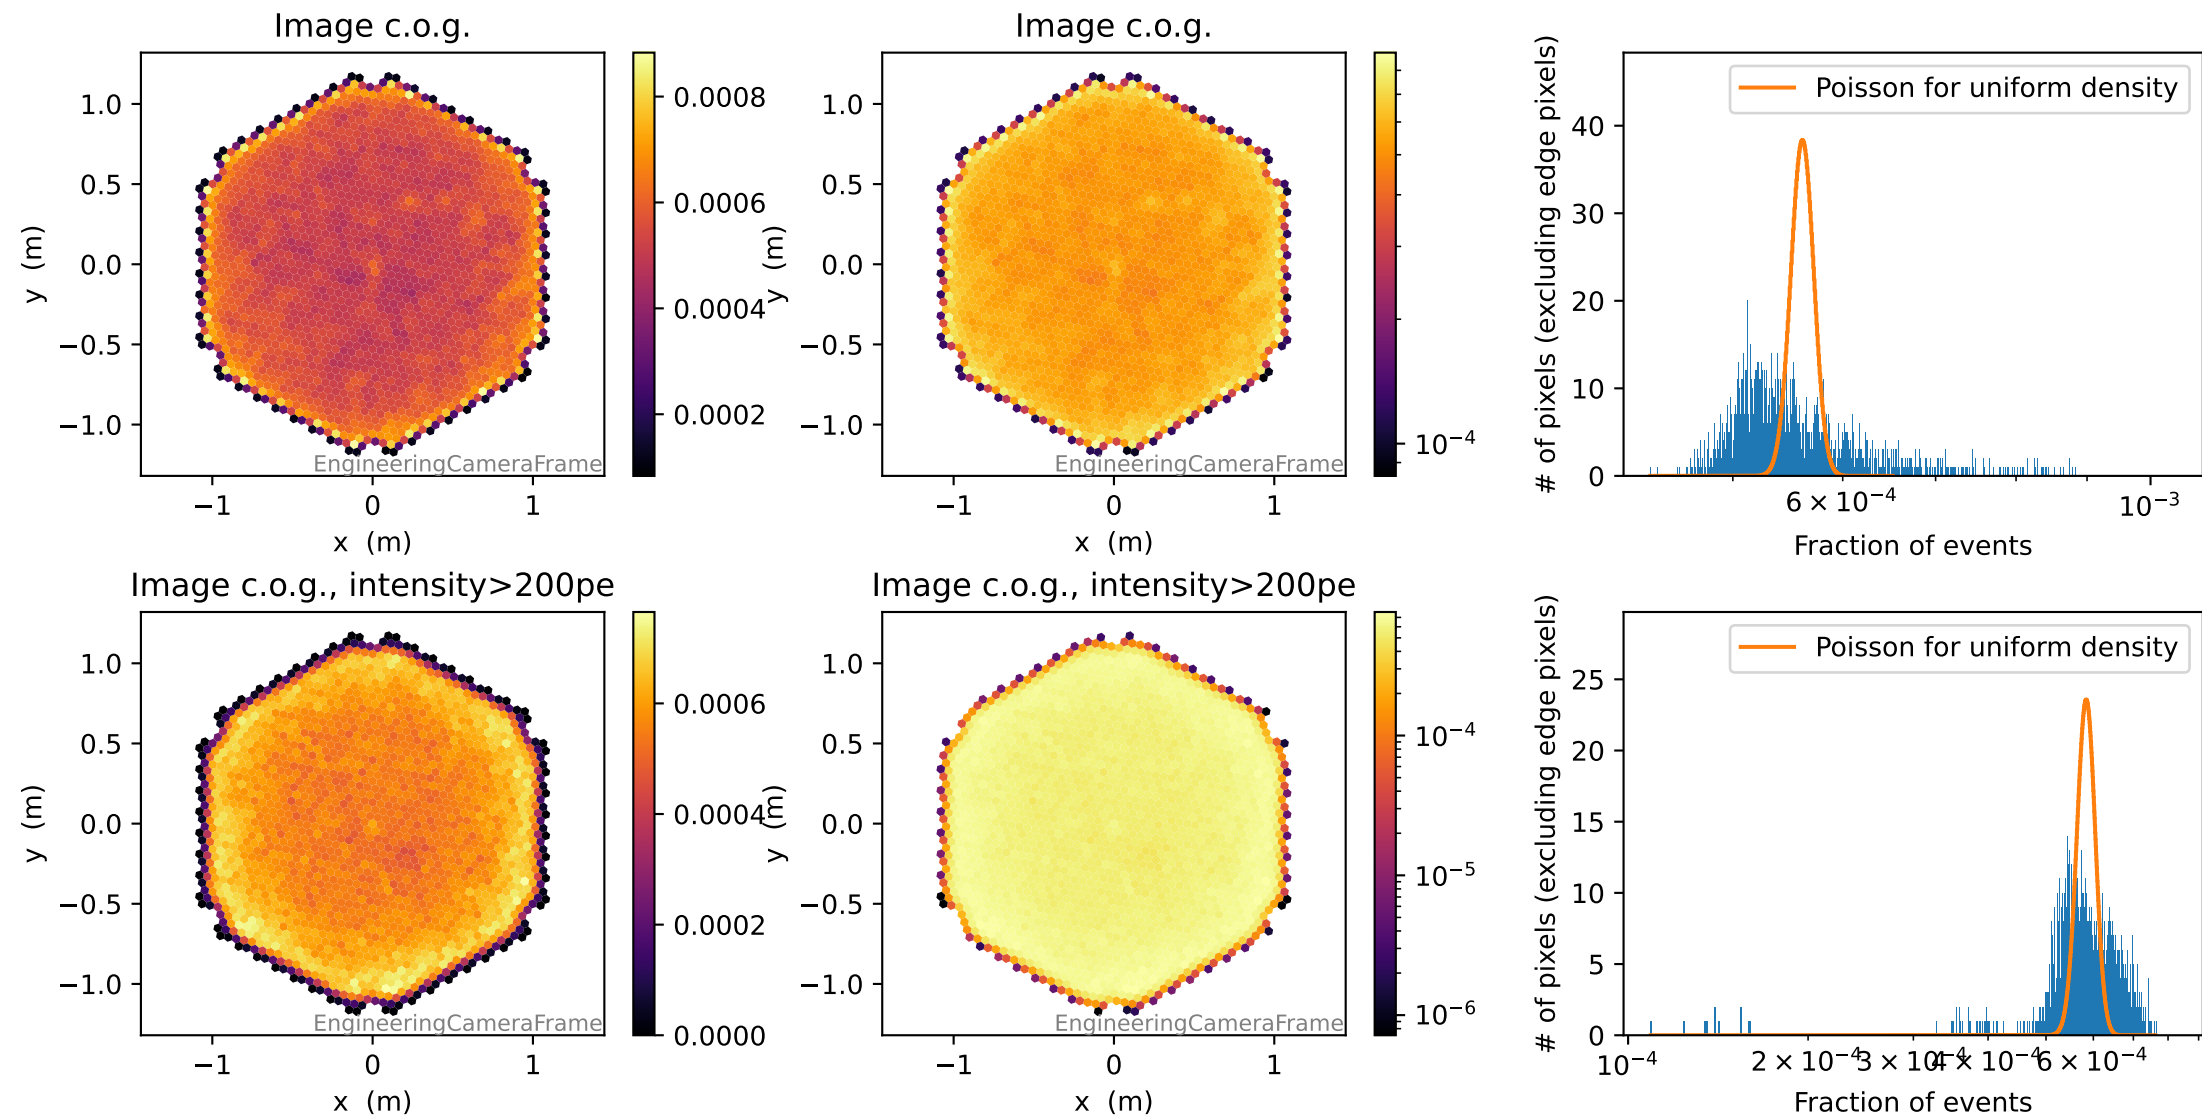 Image c.o.g.
1.0
0.5
0.0
−0.5
−1.0
y (m)
−1 0 1
x (m)
EngineeringCameraFrame
0.0008
0.0006
0.0004
0.0002
Image c.o.g.
1.0
0.5
0.0
−0.5
−1.0
y (m)
−1 0 1
x (m)
EngineeringCameraFrame
10⁻⁴
# of pixels (excluding edge pixels)
40
30
20
10
0
Poisson for uniform density
6 × 10⁻⁴ 10⁻³
Fraction of events
Image c.o.g., intensity>200pe
1.0
0.5
0.0
−0.5
−1.0
y (m)
−1 0 1
x (m)
EngineeringCameraFrame
0.0006
0.0004
0.0002
0.0000
Image c.o.g., intensity>200pe
1.0
0.5
0.0
−0.5
−1.0
y (m)
−1 0 1
x (m)
EngineeringCameraFrame
10⁻⁴
10⁻⁵
10⁻⁶
# of pixels (excluding edge pixels)
25
20
15
10
5
0
Poisson for uniform density
10⁻⁴ 2 × 10⁻⁴ 3 × 10⁻⁴ 4 × 10⁻⁴ 6 × 10⁻⁴
Fraction of events